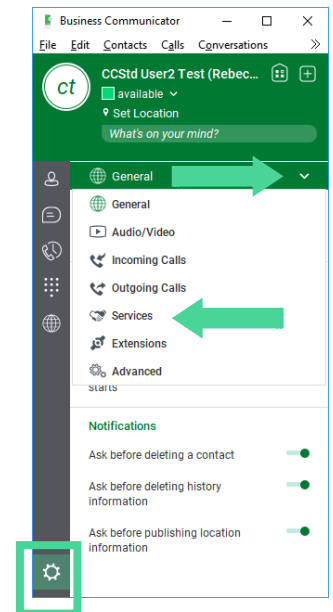 Business Communicator
File Edit Contacts Calls Conversations »
ct
CCStd User2 Test (Rebec...
available
Set Location
What's on your mind?
General
General
Audio/Video
Incoming Calls
Outgoing Calls
Services
Extensions
Advanced
starts
Notifications
Ask before deleting a contact
Ask before deleting history
information
Ask before publishing location
information